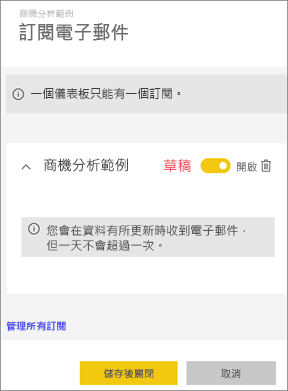 商機分析範例
訂閱電子郵件
一個儀表板只能有一個訂閱。
商機分析範例 草稿 開啟
您會在資料有所更新時收到電子郵件，
但一天不會超過一次。
管理所有訂閱
儲存後關閉 取消